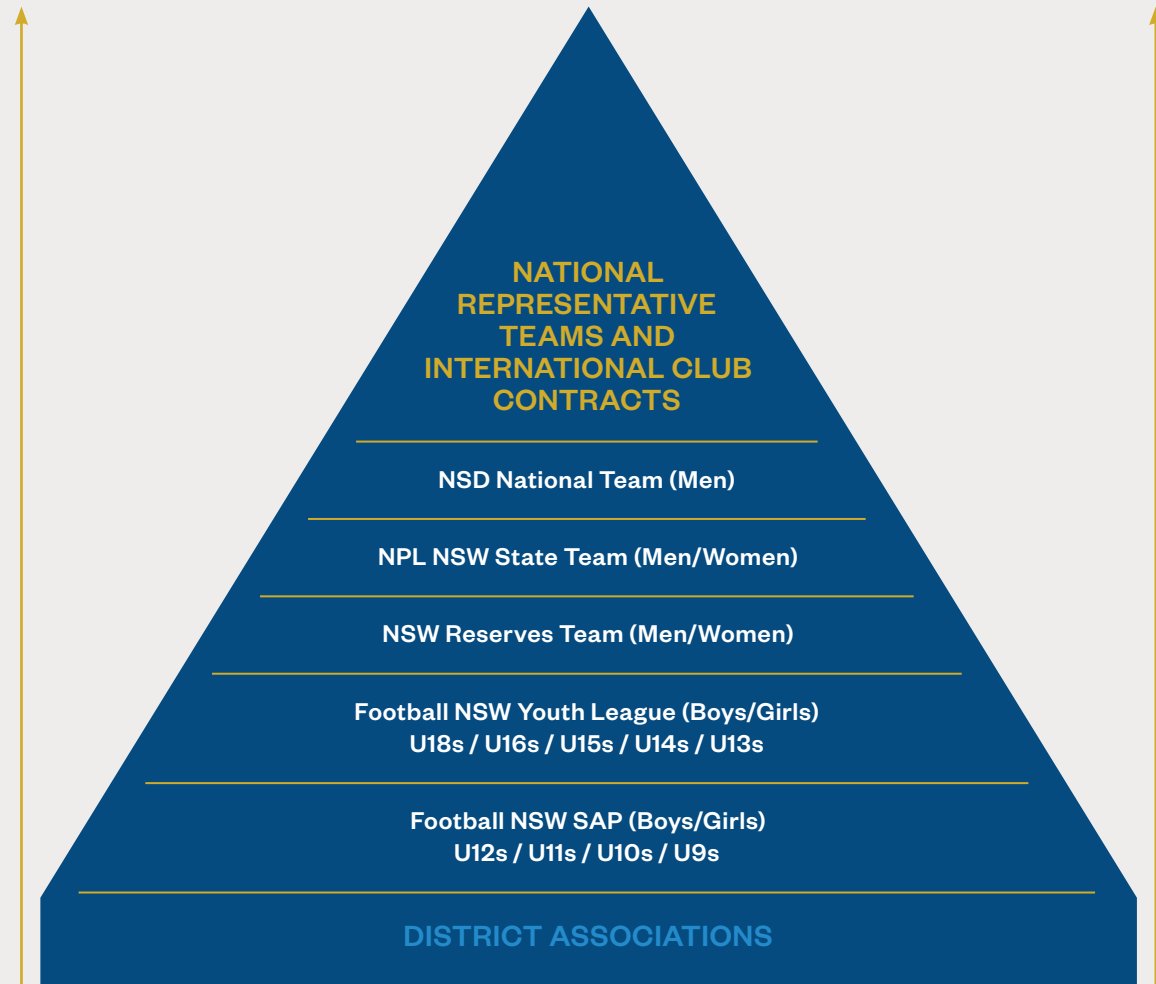 NATIONAL
REPRESENTATIVE
TEAMS AND
INTERNATIONAL CLUB
CONTRACTS
NSD National Team (Men)
NPL NSW State Team (Men/Women)
NSW Reserves Team (Men/Women)
Football NSW Youth League (Boys/Girls)
U18s / U16s / U15s / U14s / U13s
Football NSW SAP (Boys/Girls)
U12s / U11s / U10s / U9s
DISTRICT ASSOCIATIONS